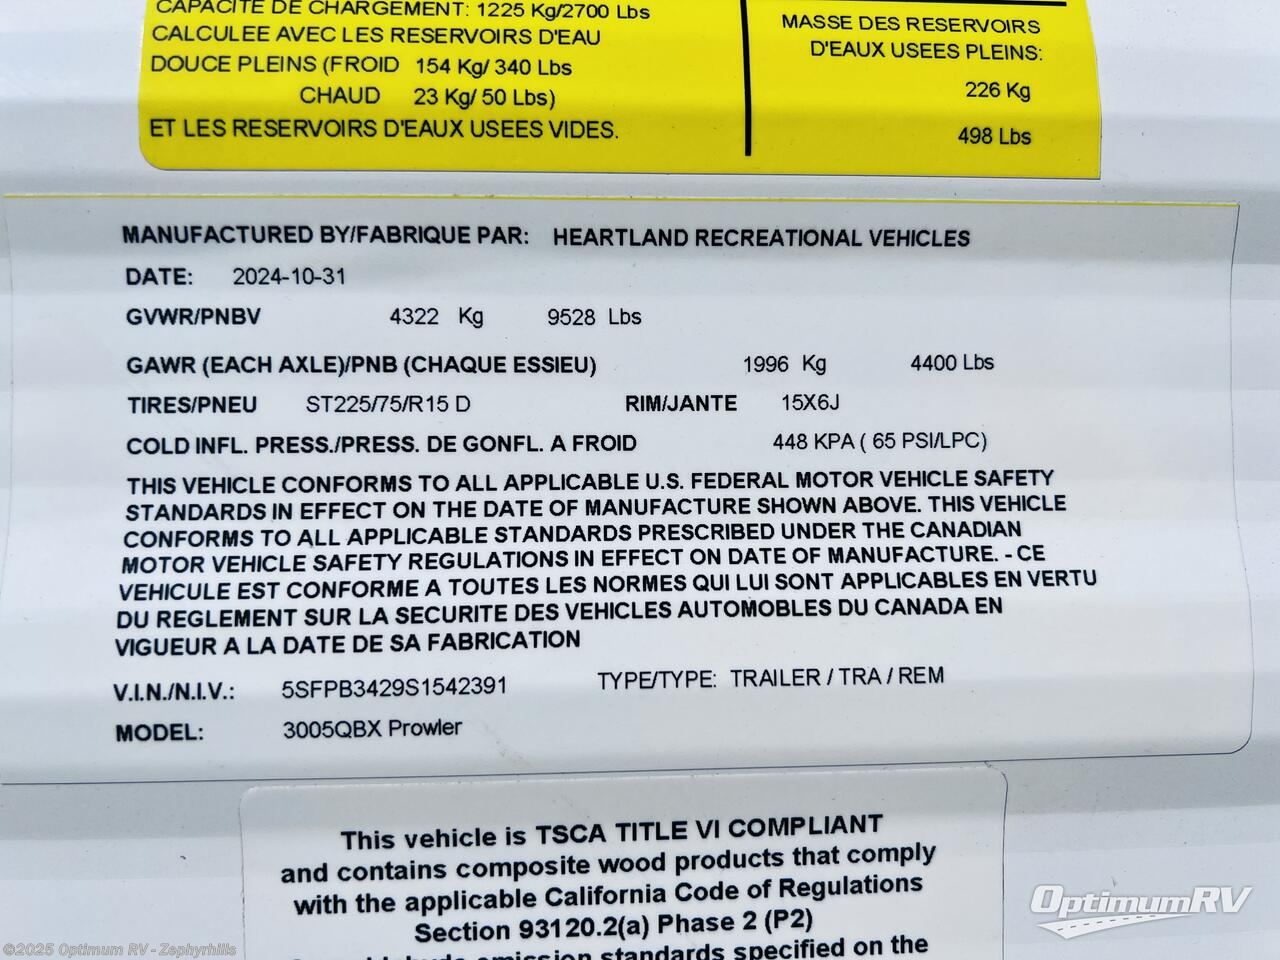 CAPACITE DE CHARGEMENT: 1225 Kg/2700 Lbs
CALCULEE AVEC LES RESERVOIRS D'EAU
DOUCE PLEINS (FROID 154 Kg/ 340 Lbs
CHAUD 23 Kg/ 50 Lbs)
ET LES RESERVOIRS D'EAUX USEES VIDES.
MASSE DES RESERVOIRS
D'EAUX USEES PLEINS:
226 Kg
498 Lbs
MANUFACTURED BY/FABRIQUE PAR: HEARTLAND RECREATIONAL VEHICLES
DATE: 2024-10-31
GVWR/PNBV 4322 Kg 9528 Lbs
GAWR (EACH AXLE)/PNB (CHAQUE ESSIEU) 1996 Kg 4400 Lbs
TIRES/PNEU ST225/75/R15 D RIM/JANTE 15X6J
COLD INFL. PRESS./PRESS. DE GONFL. A FROID 448 KPA ( 65 PSI/LPC)
THIS VEHICLE CONFORMS TO ALL APPLICABLE U.S. FEDERAL MOTOR VEHICLE SAFETY
STANDARDS IN EFFECT ON THE DATE OF MANUFACTURE SHOWN ABOVE. THIS VEHICLE
CONFORMS TO ALL APPLICABLE STANDARDS PRESCRIBED UNDER THE CANADIAN
MOTOR VEHICLE SAFETY REGULATIONS IN EFFECT ON DATE OF MANUFACTURE. - CE
VEHICULE EST CONFORME A TOUTES LES NORMES QUI LUI SONT APPLICABLES EN VERTU
DU REGLEMENT SUR LA SECURITE DES VEHICLES AUTOMOBLES DU CANADA EN
VIGUEUR A LA DATE DE SA FABRICATION
V.I.N./N.I.V.: 5SFPB3429S1542391 TYPE/TYPE: TRAILER / TRA / REM
MODEL: 3005QBX Prowler
This vehicle is TSCA TITLE VI COMPLIANT
and contains composite wood products that comply
with the applicable California Code of Regulations
Section 93120.2(a) Phase 2 (P2)
emission standards specified on the
OptimumRV
©2025 Optimum RV - Zephyrhills